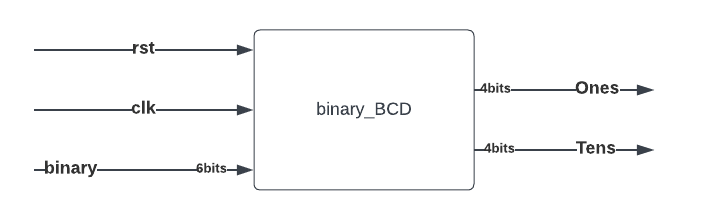 rst
clk
binary 6bits
binary_BCD
4bits Ones
4bits Tens